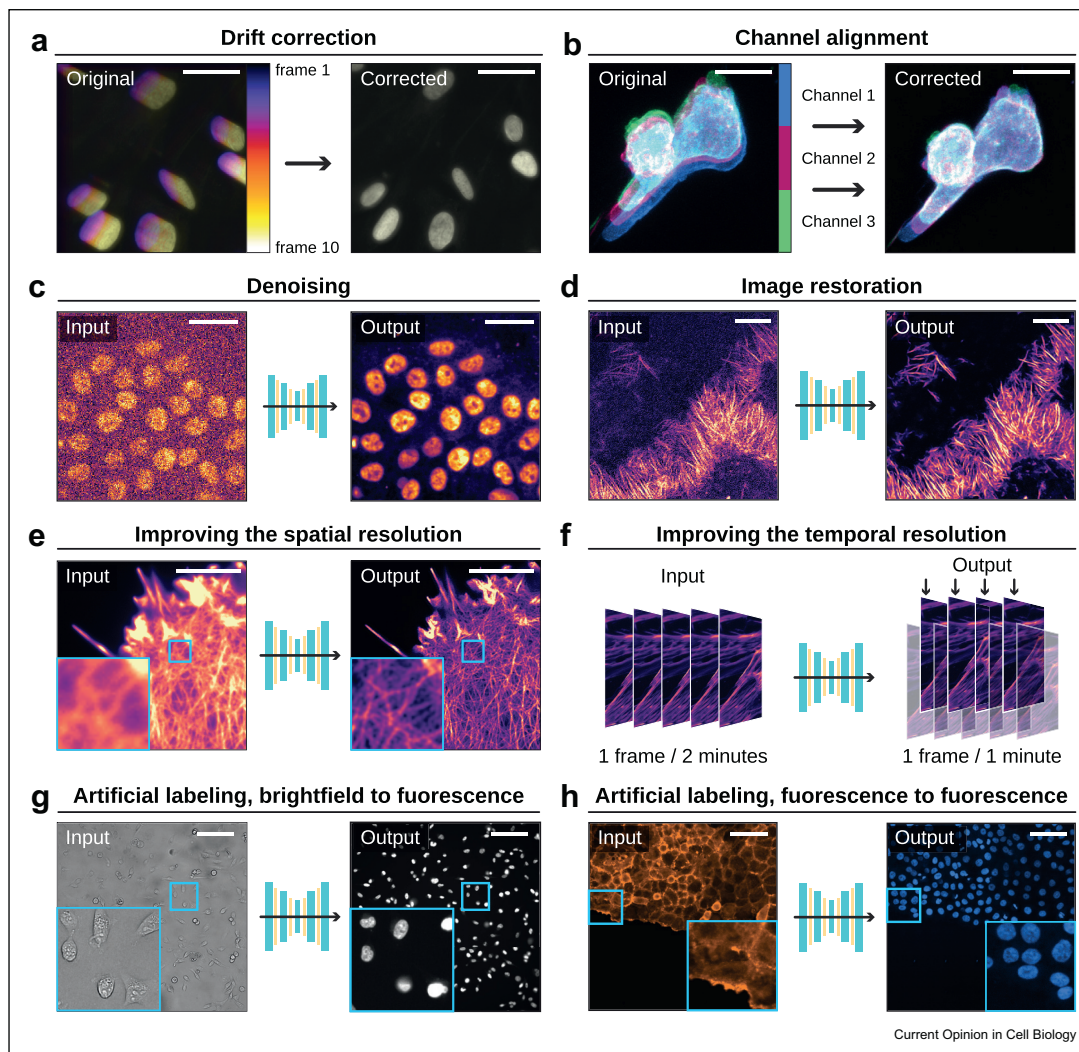 a
Drift correction
Original
frame 1
frame 10
Corrected
b
Channel alignment
Original
Channel 1
Channel 2
Channel 3
Corrected
c
Denoising
Input
Output
d
Image restoration
Input
Output
e
Improving the spatial resolution
Input
Output
f
Improving the temporal resolution
Input
Output
1 frame / 2 minutes
1 frame / 1 minute
g
Artificial labeling, brightfield to fuorescence
Input
Output
h
Artificial labeling, fuorescence to fuorescence
Input
Output
Current Opinion in Cell Biology